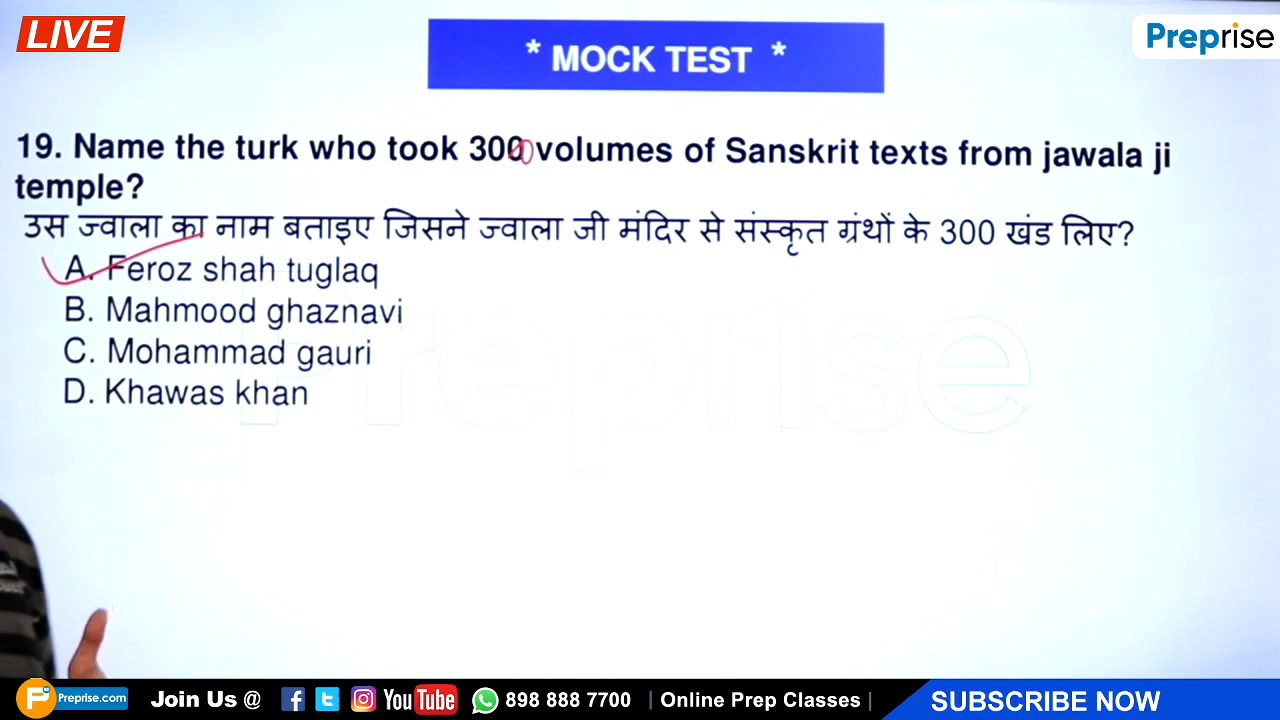 LIVE
* MOCK TEST *
Preprise
19. Name the turk who took 300 volumes of Sanskrit texts from jawala ji
temple?
उस ज्वाला का नाम बताइए जिसने ज्वाला जी मंदिर से संस्कृत ग्रंथों के 300 खंड लिए?
A. Feroz shah tuglaq
B. Mahmood ghaznavi
C. Mohammad gauri
D. Khawas khan
Preprise
Preprise.com Join Us @ YouTube 898 888 7700 | Online Prep Classes | SUBSCRIBE NOW